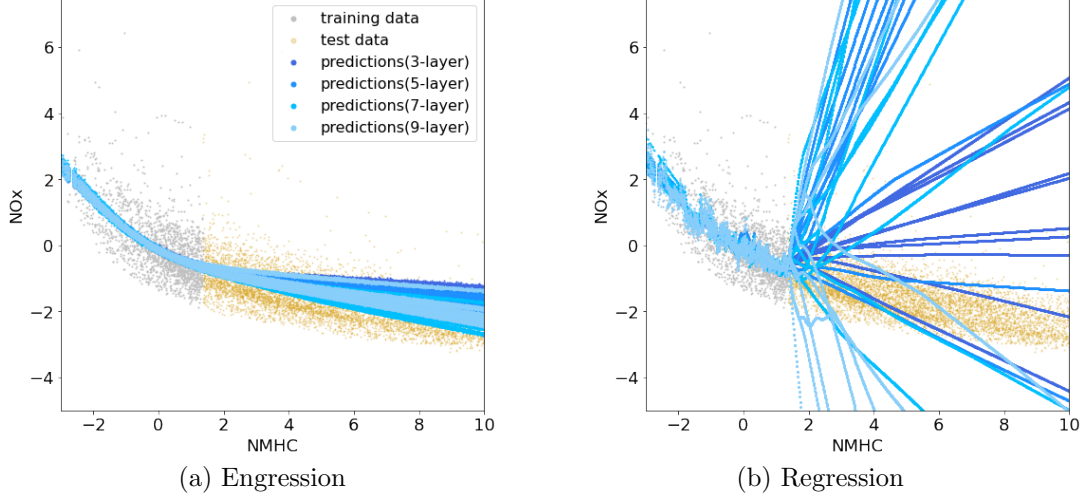 6
4
2
0
−2
−4
NOx
−2
0
2
4
6
8
10
NMHC
training data
test data
predictions(3-layer)
predictions(5-layer)
predictions(7-layer)
predictions(9-layer)
(a) Engression
6
4
2
0
−2
−4
NOx
−2
0
2
4
6
8
10
NMHC
(b) Regression